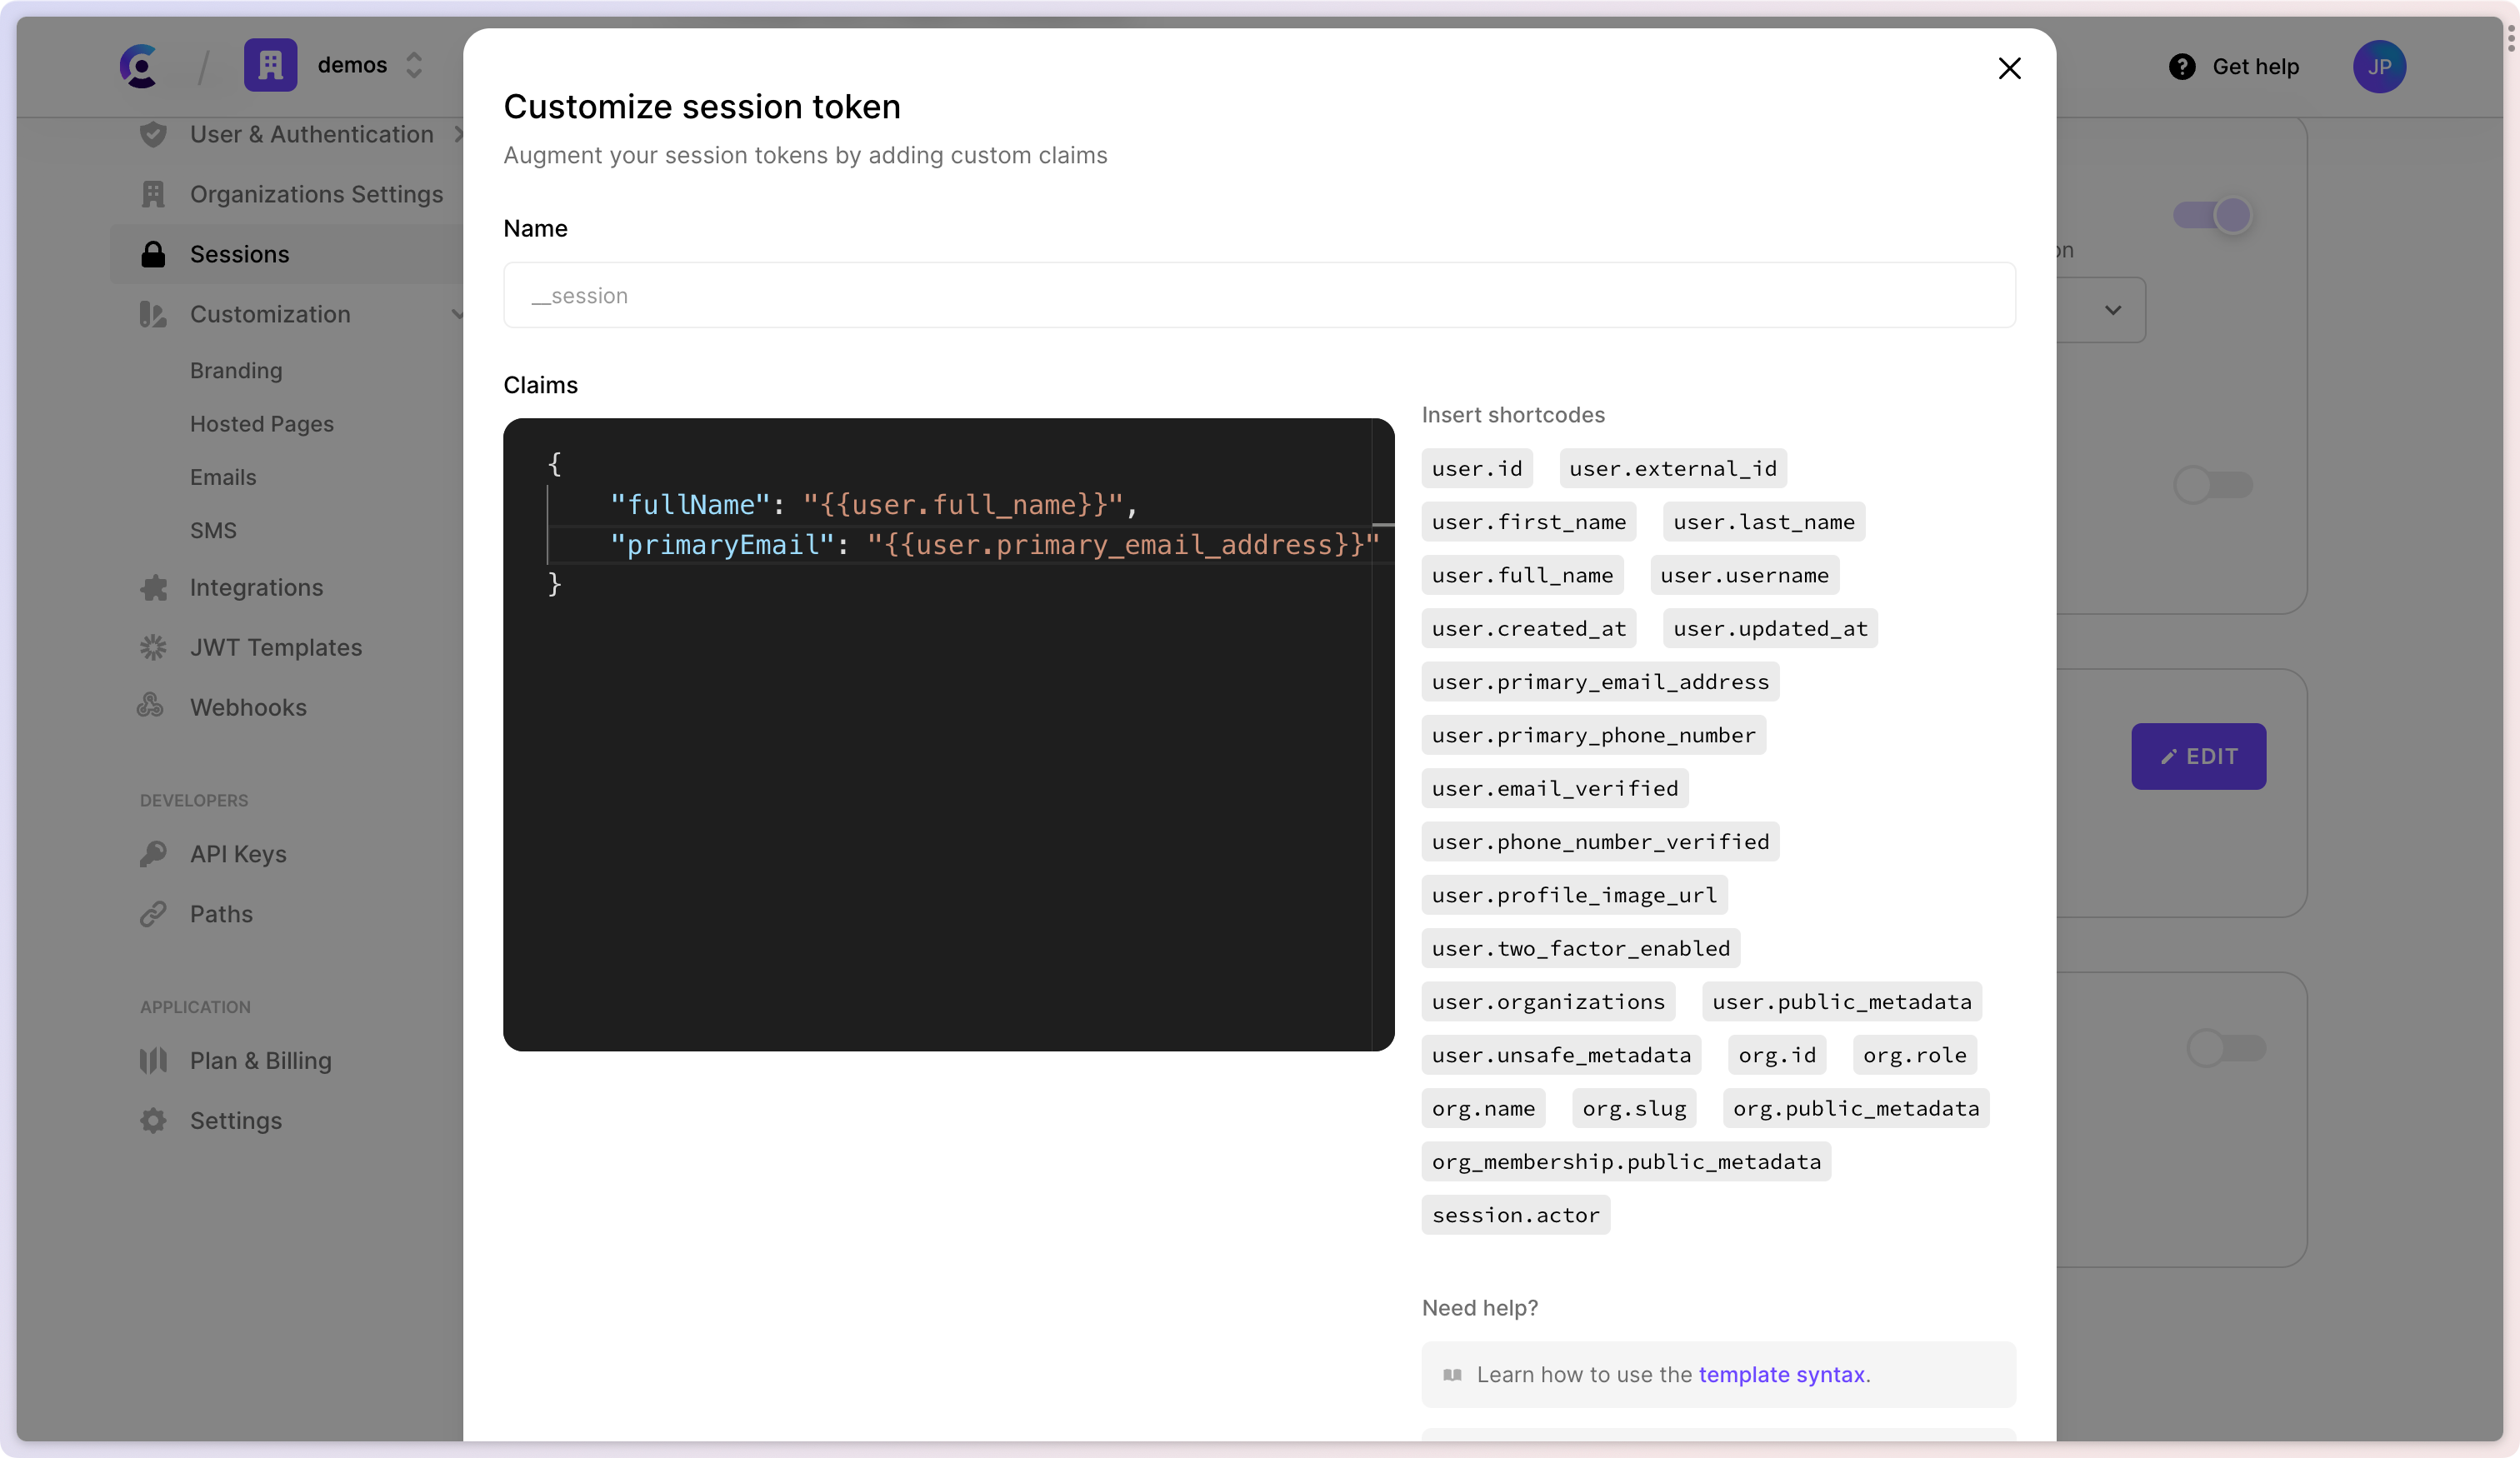 demos
Get help
JP
User & Authentication
Organizations Settings
Sessions
Customization
Branding
Hosted Pages
Emails
SMS
Integrations
JWT Templates
Webhooks
DEVELOPERS
API Keys
Paths
APPLICATION
Plan & Billing
Settings
Customize session token
Augment your session tokens by adding custom claims
Name
__session
Claims
{
"fullName": "{{user.full_name}}",
"primaryEmail": "{{user.primary_email_address}}"
}
Insert shortcodes
user.id user.external_id
user.first_name user.last_name
user.full_name user.username
user.created_at user.updated_at
user.primary_email_address
user.primary_phone_number
user.email_verified
user.phone_number_verified
user.profile_image_url
user.two_factor_enabled
user.organizations user.public_metadata
user.unsafe_metadata org.id org.role
org.name org.slug org.public_metadata
org_membership.public_metadata
session.actor
Need help?
Learn how to use the template syntax.
EDIT